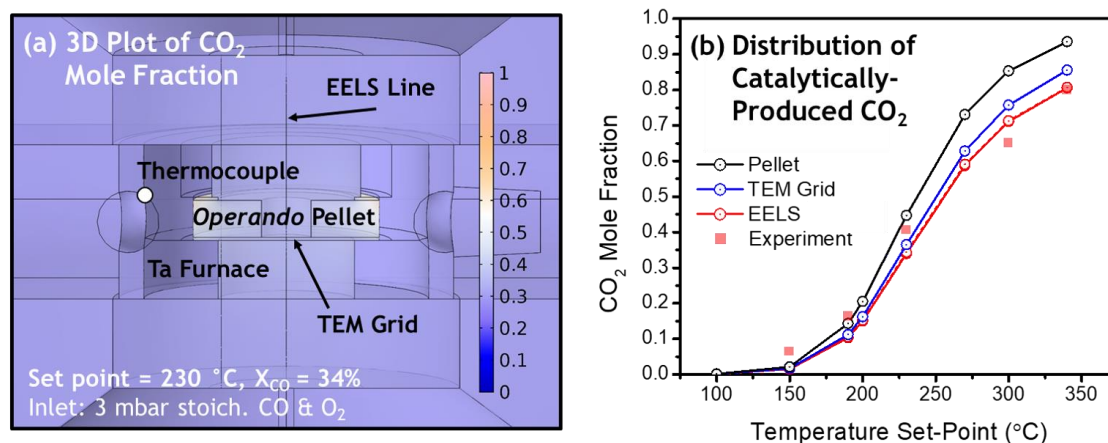 (a) 3D Plot of CO₂
Mole Fraction
EELS Line
Thermocouple
Operando Pellet
Ta Furnace
TEM Grid
Set point = 230 °C, X_CO = 34%
Inlet: 3 mbar stoich. CO & O₂
1
0.9
0.8
0.7
0.6
0.5
0.4
0.3
0.2
0.1
0
(b) Distribution of
Catalytically-
Produced CO₂
Pellet
TEM Grid
EELS
Experiment
CO₂ Mole Fraction
1.0
0.9
0.8
0.7
0.6
0.5
0.4
0.3
0.2
0.1
0.0
100 150 200 250 300 350
Temperature Set-Point (°C)